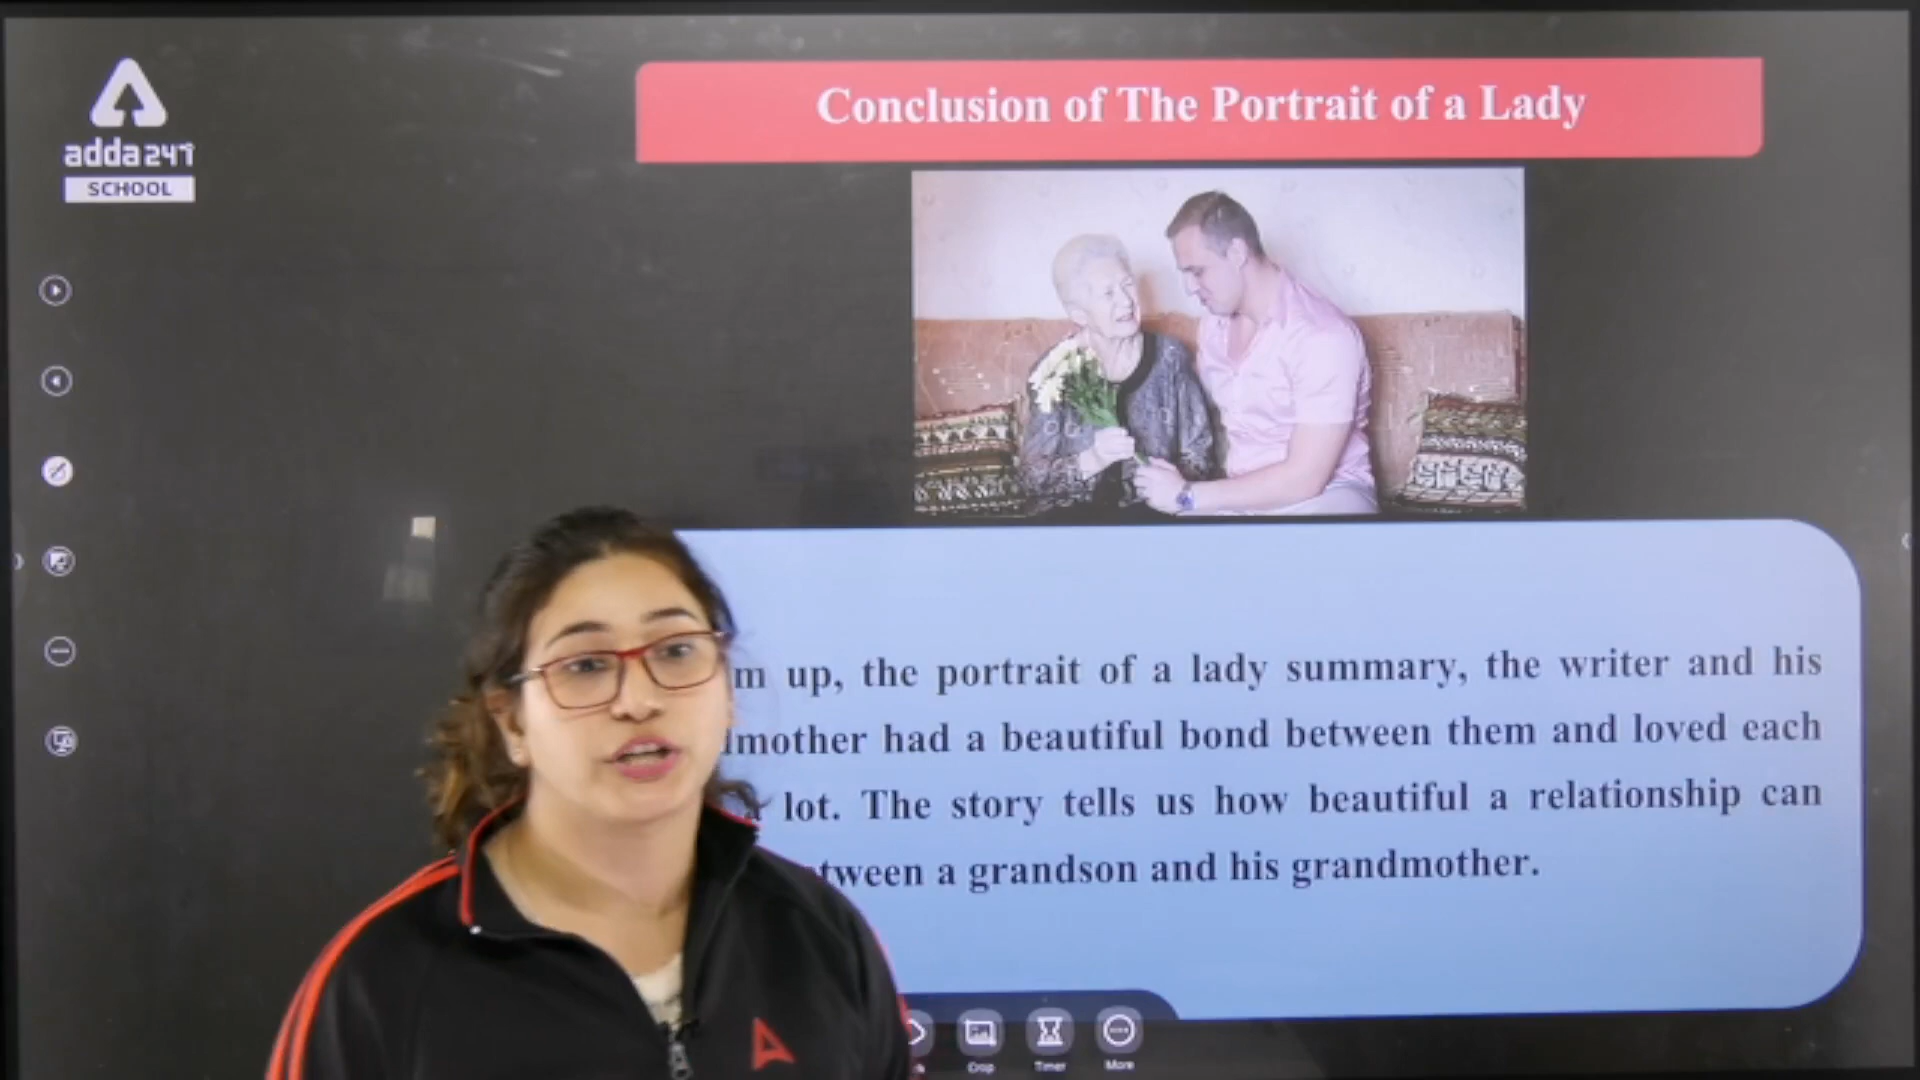 adda247
SCHOOL
Conclusion of The Portrait of a Lady
up, the portrait of a lady summary, the writer and his
had a beautiful bond between them and loved each
lot. The story tells us how beautiful a relationship can
a grandson and his grandmother.
Crop Timer More